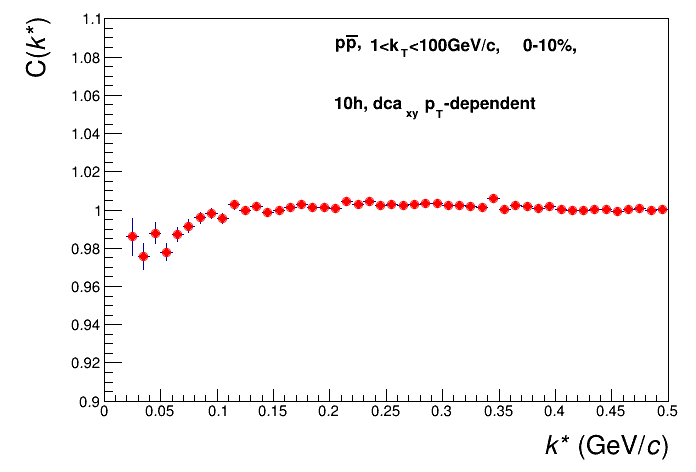 C(k*)
1.1
pp̅, 1<k_T<100GeV/c, 0-10%,
1.08
1.06
10h, dca_xy p_T-dependent
1.04
1.02
1
0.98
0.96
0.94
0.92
0.9
0 0.05 0.1 0.15 0.2 0.25 0.3 0.35 0.4 0.45 0.5
k* (GeV/c)